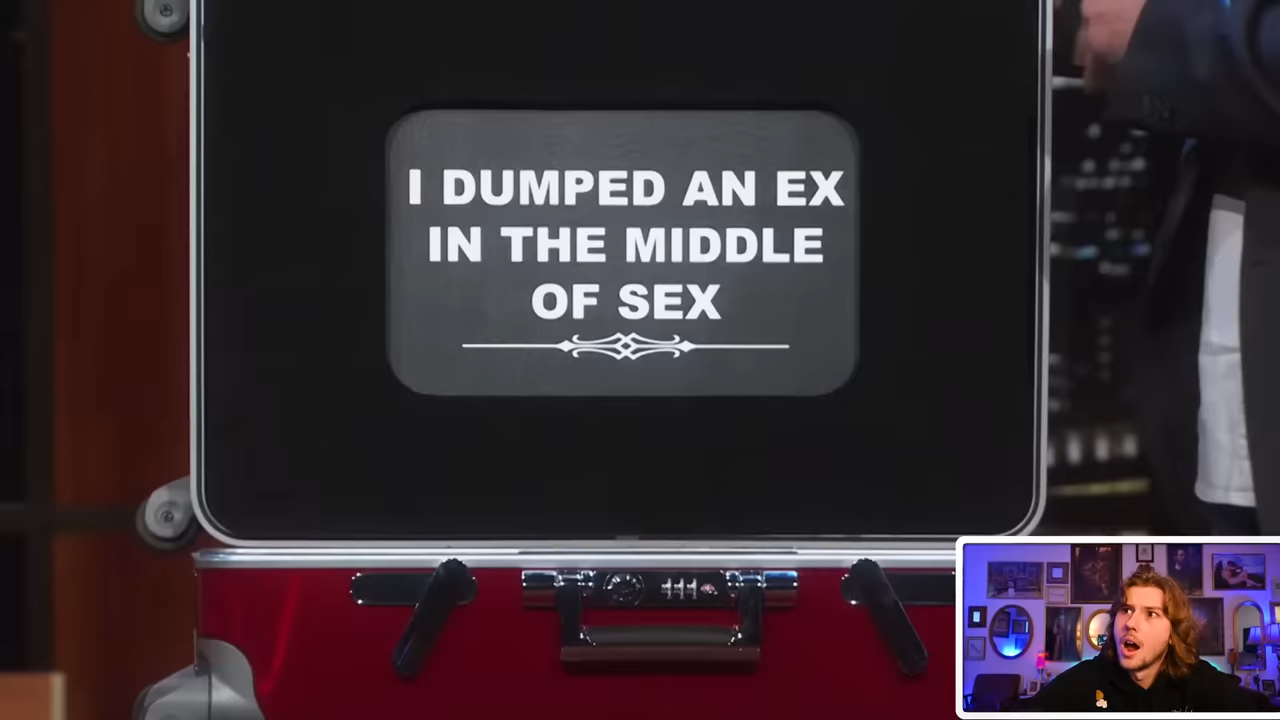 I DUMPED AN EX
IN THE MIDDLE
OF SEX